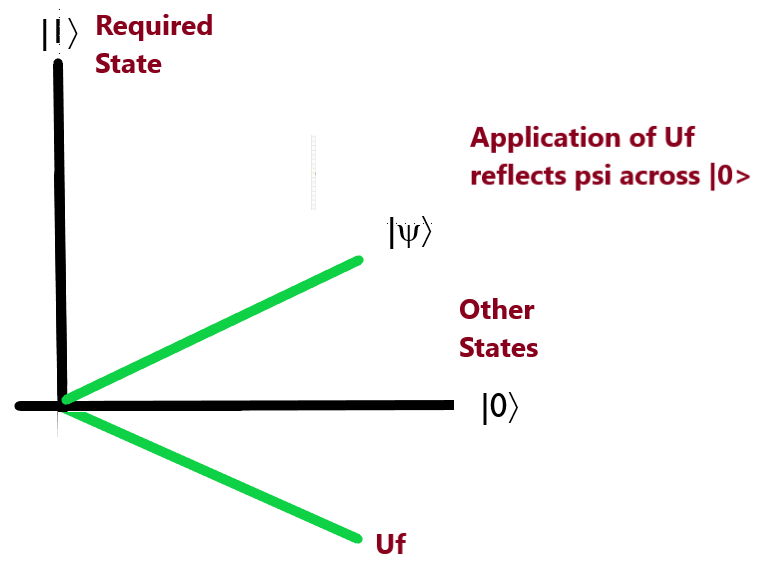 |1⟩ Required
State
Application of Uf
reflects psi across |0>
|ψ⟩
Other
States
|0⟩
Uf